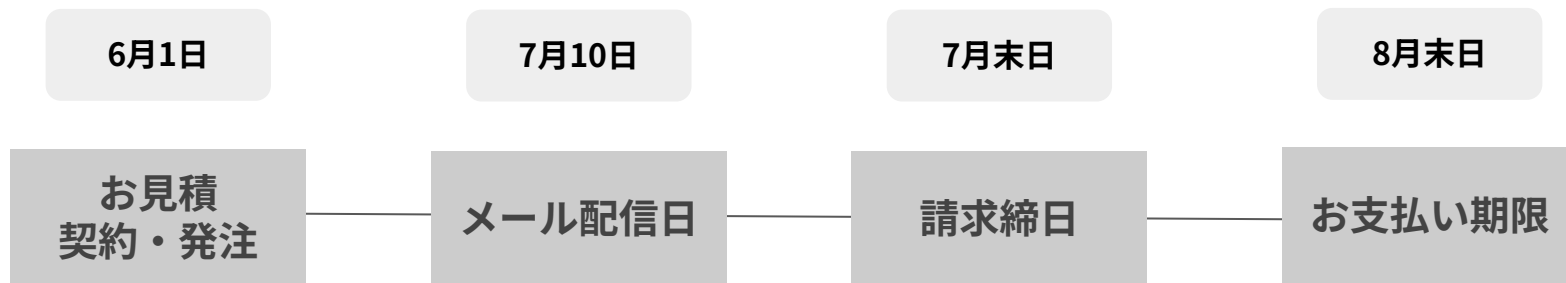 6月1日
7月10日
7月末日
8月末日
お見積
契約・発注
メール配信日
請求締日
お支払い期限